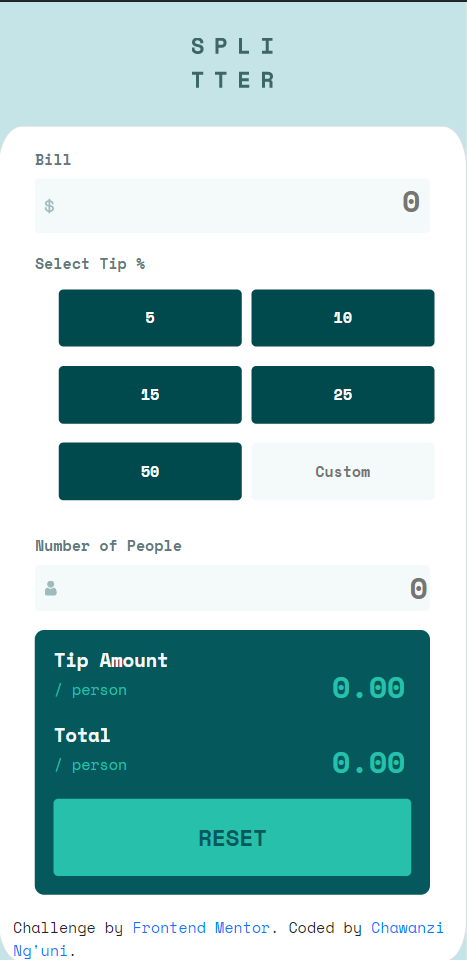 SPLI
TTER
Bill
$ 0
Select Tip %
5 10
15 25
50 Custom
Number of People
0
Tip Amount
/ person 0.00
Total
/ person 0.00
RESET
Challenge by Frontend Mentor. Coded by Chawanzi
Ng'uni.